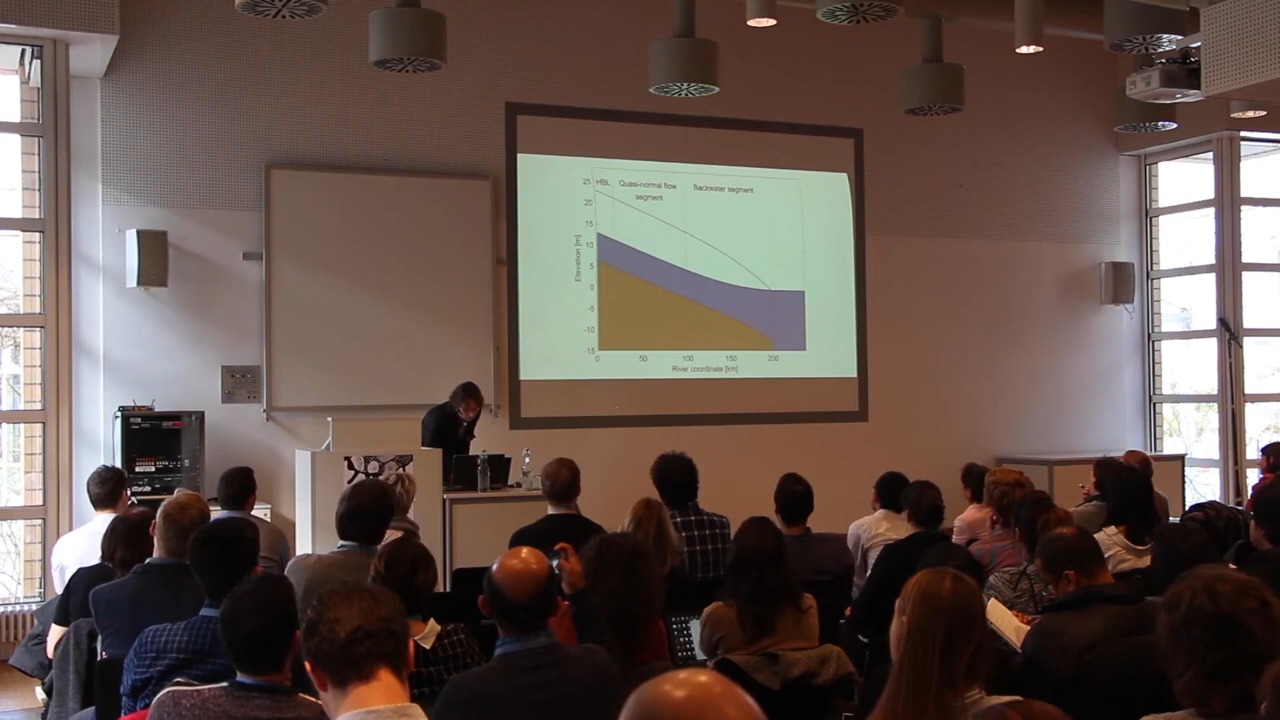 25 HBL Quasi-normal flow Backwater segment
segment
20
15
10
5
0
-5
-10
-15
Elevation [m]
0 50 100 150 200
River coordinate [km]